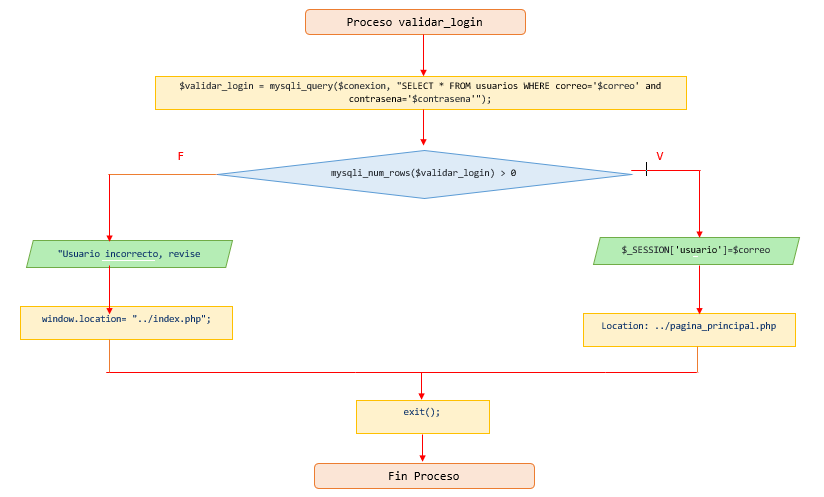 Proceso validar_login
$validar_login = mysqli_query($conexion, "SELECT * FROM usuarios WHERE correo='$correo' and
contrasena='$contrasena'");
F
V
mysqli_num_rows($validar_login) > 0
"Usuario incorrecto, revise
$_SESSION['usuario']=$correo
window.location= "../index.php";
Location: ../pagina_principal.php
exit();
Fin Proceso